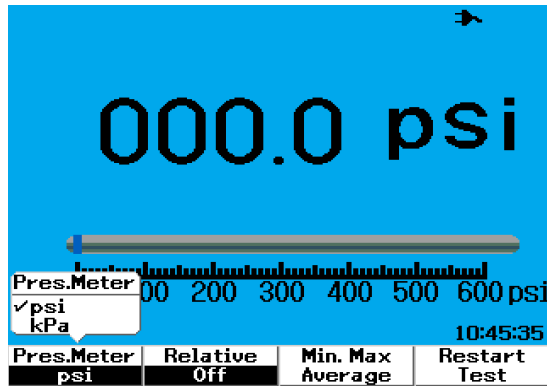 000.0 psi
00 200 300 400 500 600 psi
Pres.Meter
✓psi
kPa
10:45:35
Pres.Meter Relative Min. Max Restart
psi Off Average Test